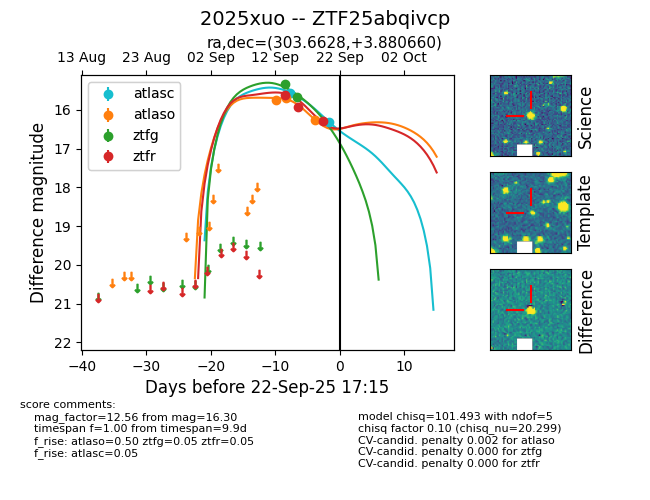 2025xuo -- ZTF25abqivcp
ra,dec=(303.6628,+3.880660)
13 Aug 23 Aug 02 Sep 12 Sep 22 Sep 02 Oct
atlasc
atlaso
ztfg
ztfr
Difference magnitude
16
17
18
19
20
21
22
−40 −30 −20 −10 0 10
Days before 22-Sep-25 17:15
Science
Template
Difference
score comments:
mag_factor=12.56 from mag=16.30
timespan f=1.00 from timespan=9.9d
f_rise: atlaso=0.50 ztfg=0.05 ztfr=0.05
f_rise: atlasc=0.05
model chisq=101.493 with ndof=5
chisq factor 0.10 (chisq_nu=20.299)
CV-candid. penalty 0.002 for atlaso
CV-candid. penalty 0.000 for ztfg
CV-candid. penalty 0.000 for ztfr